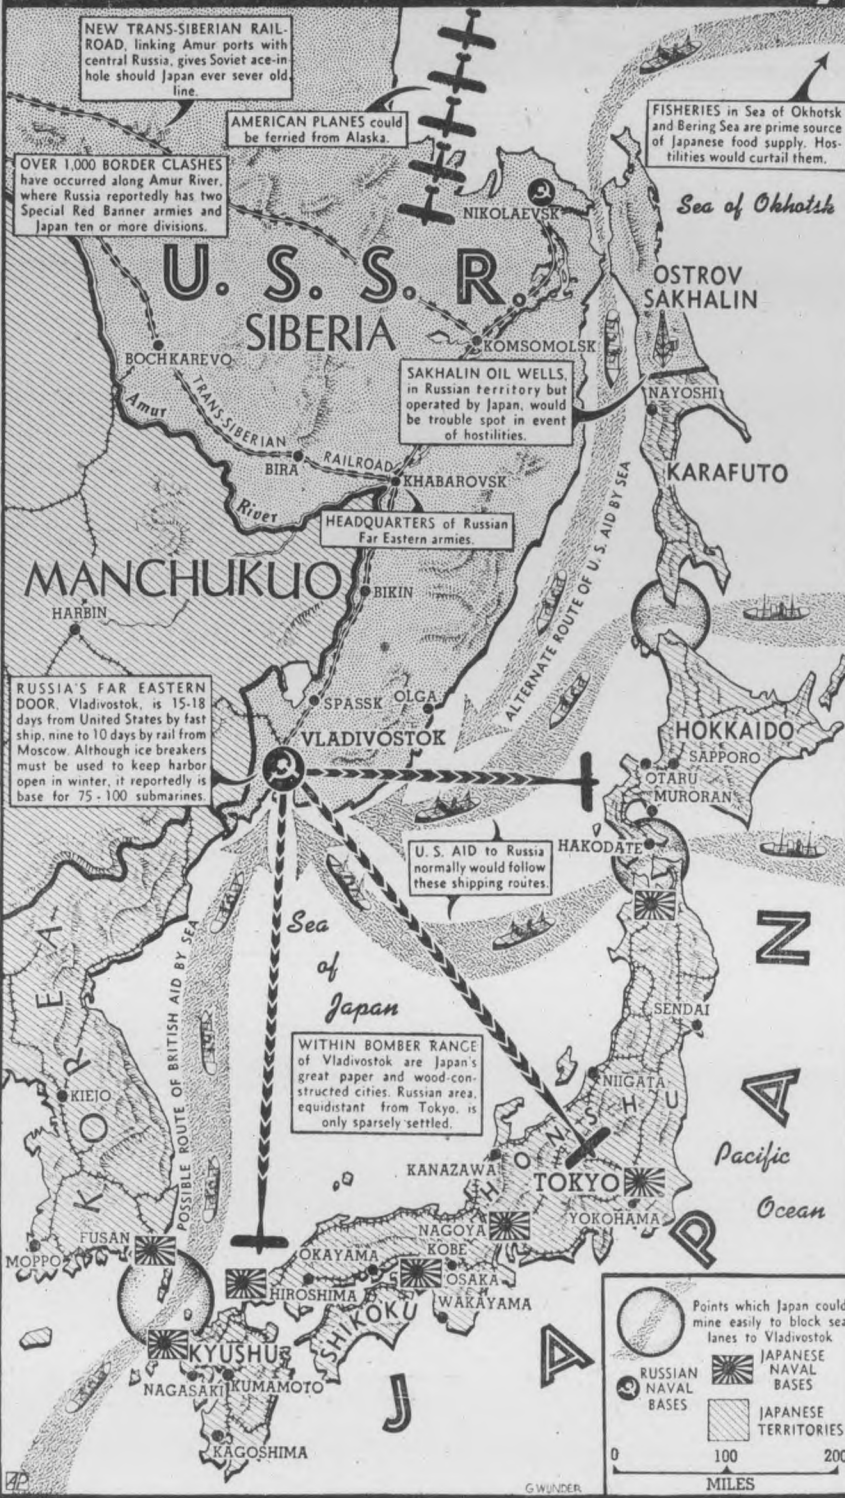 NEW TRANS-SIBERIAN RAIL-
ROAD, linking Amur ports with
central Russia, gives Soviet ace-in-
hole should Japan ever sever old
line.
AMERICAN PLANES could
be ferried from Alaska.
FISHERIES in Sea of Okhotsk
and Bering Sea are prime source
of Japanese food supply. Hos-
tilities would curtail them.
OVER 1,000 BORDER CLASHES
have occurred along Amur River,
where Russia reportedly has two
Special Red Banner armies and
Japan ten or more divisions.
NIKOLAEVSK
Sea of Okhotsk
U. S. S. R.
SIBERIA
OSTROV
SAKHALIN
KOMSOMOLSK
BOCHKAREVO
SAKHALIN OIL WELLS,
in Russian territory but
operated by Japan, would
be trouble spot in event
of hostilities.
NAYOSHI
Amur
River
TRANS-SIBERIAN
RAILROAD
BIRA
KHABAROVSK
KARAFUTO
HEADQUARTERS of Russian
Far Eastern armies.
MANCHUKUO
BIKIN
HARBIN
ALTERNATE ROUTE OF U.S. AID BY SEA
RUSSIA'S FAR EASTERN
DOOR, Vladivostok, is 15-18
days from United States by fast
ship, nine to 10 days by rail from
Moscow. Although ice breakers
must be used to keep harbor
open in winter, it reportedly is
base for 75-100 submarines.
SPASSK
OLGA
VLADIVOSTOK
HOKKAIDO
SAPPORO
OTARU
MURORAN
HAKODATE
U. S. AID to Russia
normally would follow
these shipping routes.
Sea
of
Japan
KOREA
POSSIBLE ROUTE OF BRITISH AID BY SEA
SENDAI
WITHIN BOMBER RANGE
of Vladivostok are Japan's
great paper and wood-con-
structed cities. Russian area,
equidistant from Tokyo, is
only sparsely settled.
KIEJO
NIIGATA
HONSHU
KANAZAWA
TOKYO
YOKOHAMA
Pacific
Ocean
MOPPO
FUSAN
NAGOYA
OKAYAMA
KOBE
HIROSHIMA
OSAKA
WAKAYAMA
SHIKOKU
KYUSHU
NAGASAKI
KUMAMOTO
KAGOSHIMA
JAPAN
Points which Japan could
mine easily to block sea
lanes to Vladivostok
RUSSIAN
NAVAL
BASES
JAPANESE
NAVAL
BASES
JAPANESE
TERRITORIES
0 100 200
MILES
AP
G WUNDER